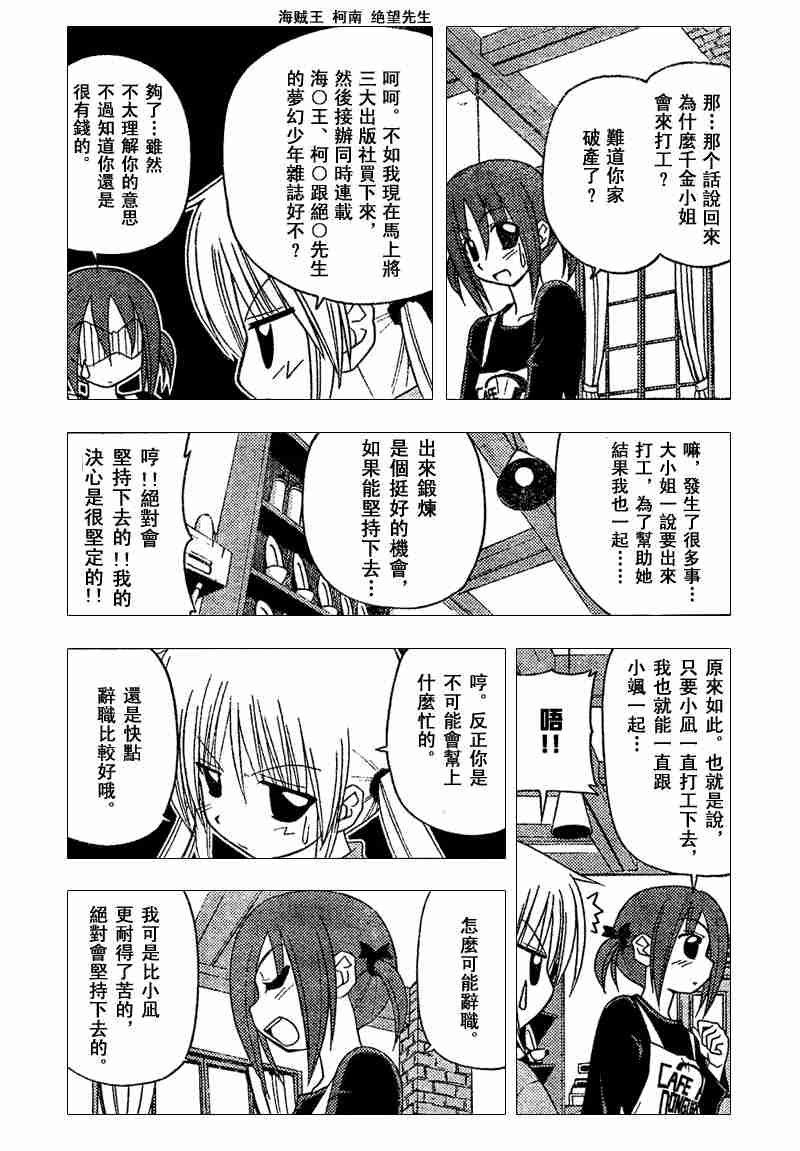 海贼王 柯南 绝望先生
那…那个話說回來
為什麼千金小姐
會來打工？
難道你家
破產了？
呵呵。不如我現在馬上將
三大出版社買下來，
然後接辦同時連載
海○王、柯○跟絕○先生
的夢幻少年雜誌好不？
夠了…雖然
不太理解你的意思
不過知道你還是
很有錢的。
嘛，發生了很多事…
大小姐一說要出來
打工，為了幫助她
結果我也一起……
出來鍛煉
是個挺好的機會，
如果能堅持下去…
哼!!絕對會
堅持下去的!!我的
決心是很堅定的!!
原來如此。也就是說，
只要小凪一直打工下去，
我也就能一直跟
小颯一起…
唔!!
CAFE
DONGURI
哼。反正你是
不可能會幫上
什麼忙的。
還是快點
辭職比較好哦。
怎麼可能辭職。
我可是比小凪
更耐得了苦的，
絕對會堅持下去的。